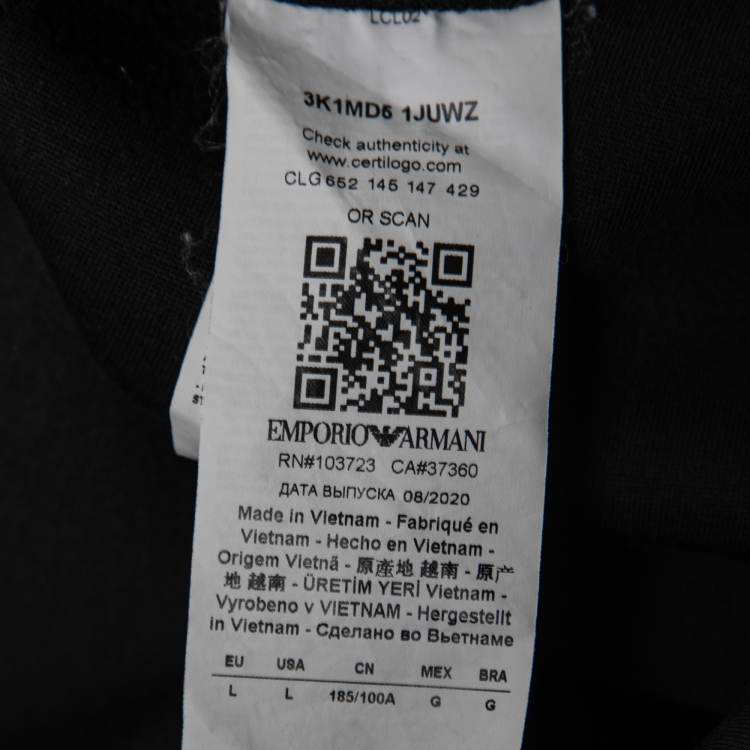 LCL02
3K1MD5 1JUWZ
Check authenticity at
www.certilogo.com
CLG 652 145 147 429
OR SCAN
EMPORIO ARMANI
RN#103723 CA#37360
ДАТА ВЫПУСКА 08/2020
Made in Vietnam - Fabriqué en
Vietnam - Hecho en Vietnam -
Origem Vietnã - 原產地 越南 - 原产
地 越南 - ÜRETİM YERİ Vietnam -
Vyrobeno v VIETNAM - Hergestellt
in Vietnam - Сделано во Вьетнаме
EU USA CN MEX BRA
L L 185/100A G G